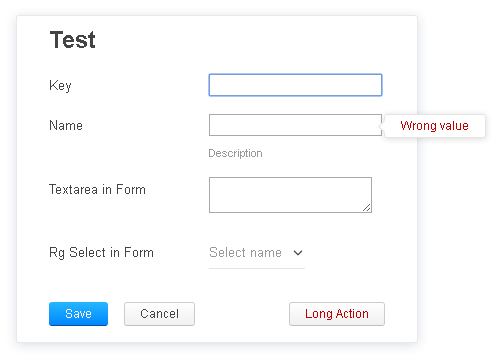 Test
Key
Name
Wrong value
Description
Textarea in Form
Rg Select in Form
Select name
Save
Cancel
Long Action